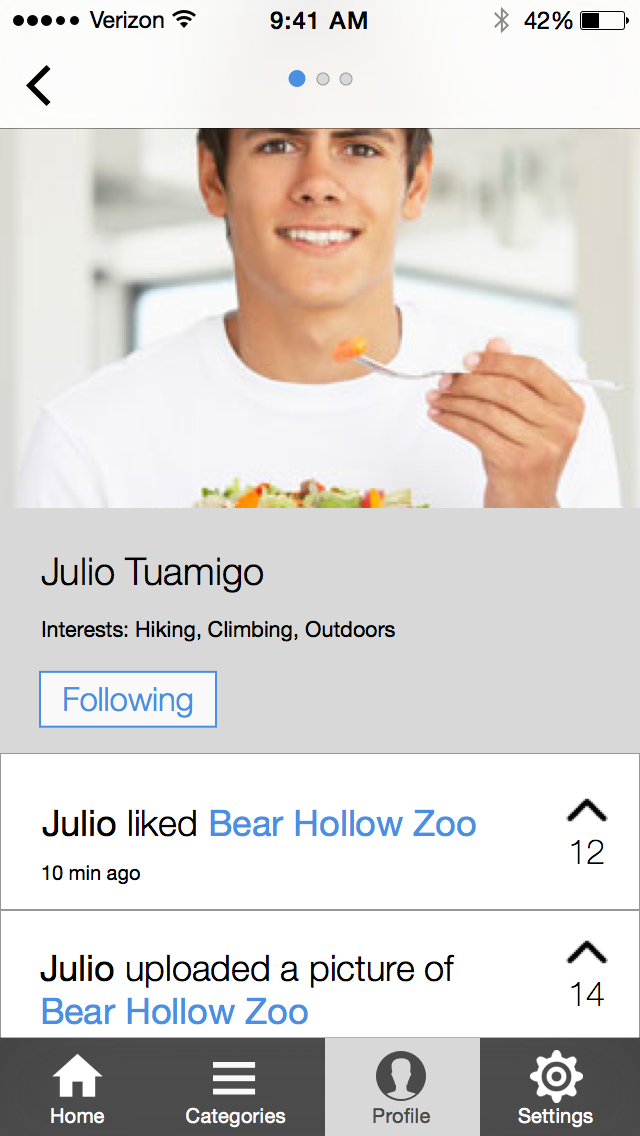 Verizon 9:41 AM 42%
Julio Tuamigo
Interests: Hiking, Climbing, Outdoors
Following
Julio liked Bear Hollow Zoo
12
10 min ago
Julio uploaded a picture of
Bear Hollow Zoo
14
Home Categories Profile Settings